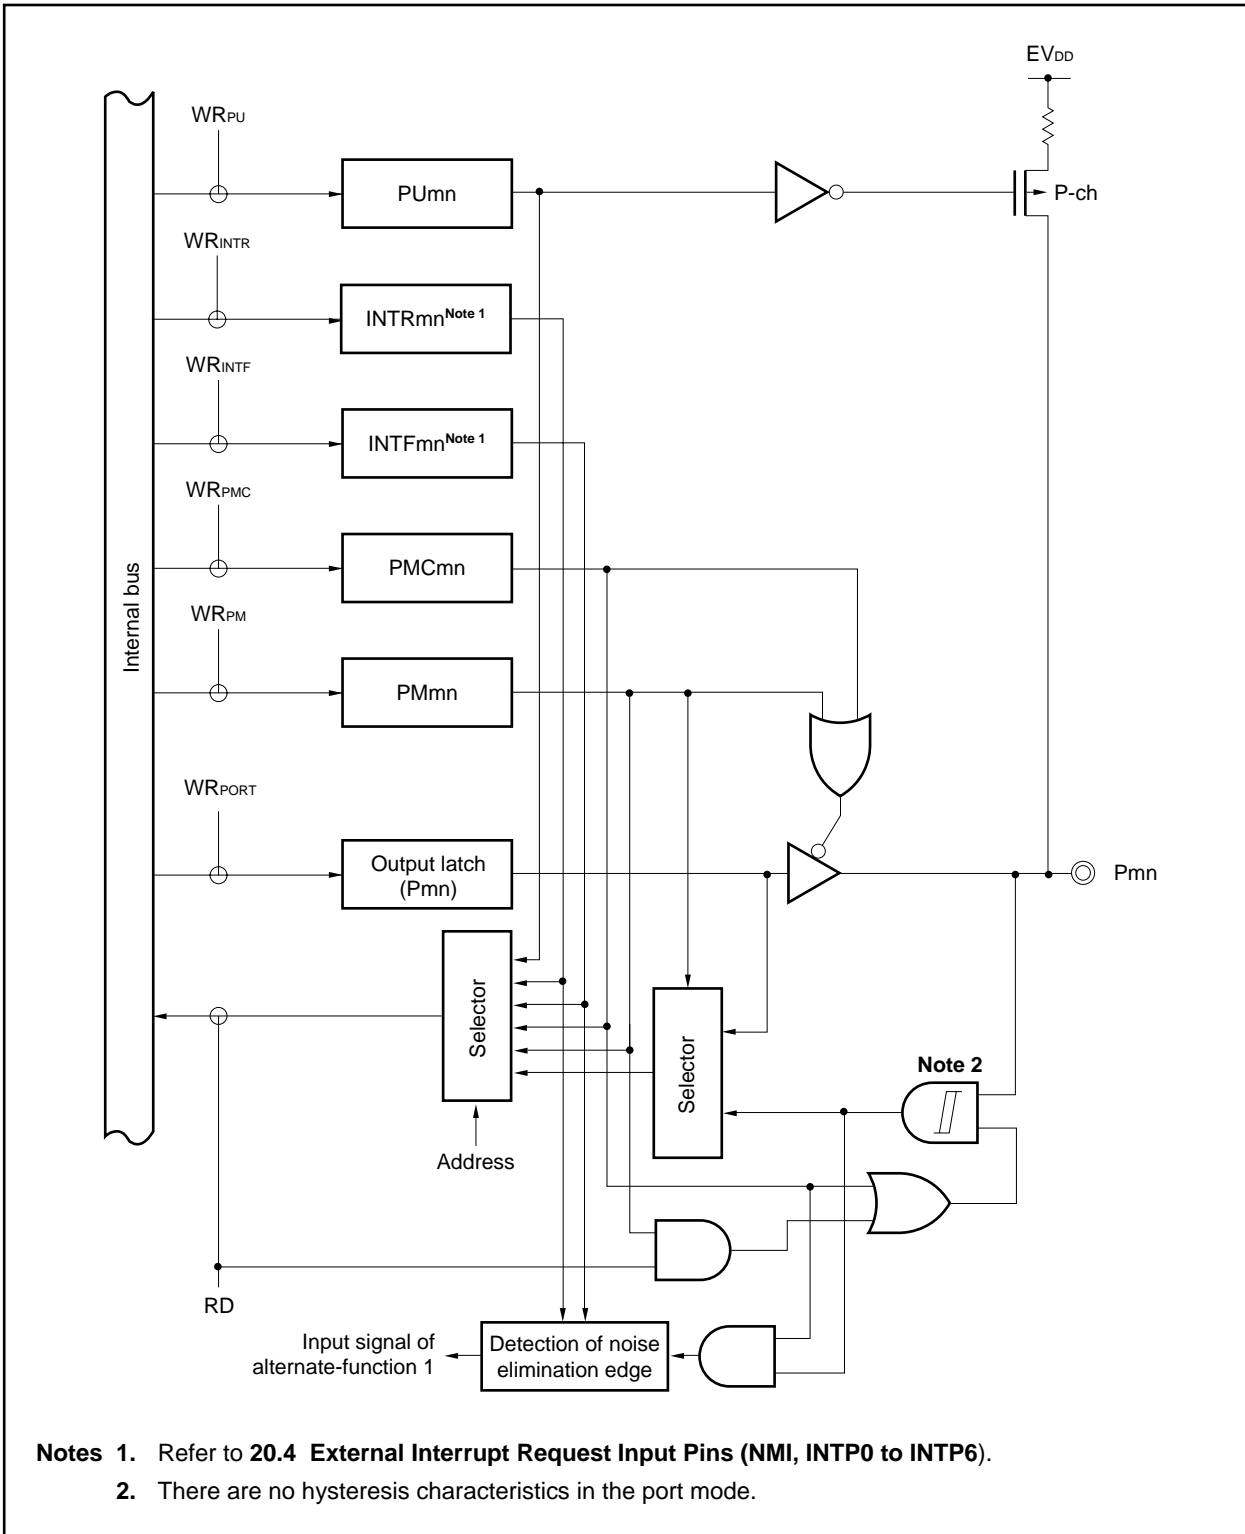 EVDD
WRPU
PUmn
P-ch
WRINTR
INTRmnNote 1
WRINTF
INTFmnNote 1
WRPMC
PMCmn
Internal bus
WRPM
PMmn
WRPORT
Output latch
(Pmn)
Pmn
Selector
Selector
Note 2
Address
RD
Input signal of
alternate-function 1
Detection of noise
elimination edge
Notes 1. Refer to 20.4 External Interrupt Request Input Pins (NMI, INTP0 to INTP6).
2. There are no hysteresis characteristics in the port mode.